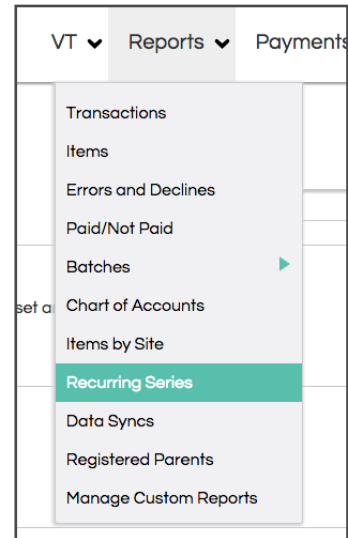 VT Reports Payments
Transactions
Items
Errors and Declines
Paid/Not Paid
Batches
set a
Chart of Accounts
Items by Site
Recurring Series
Data Syncs
Registered Parents
Manage Custom Reports